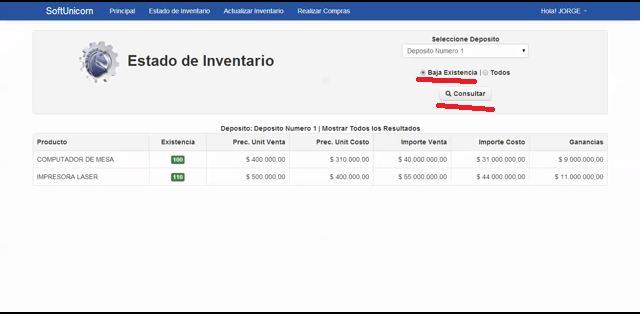 SoftUnicorn Principal Estado de Inventario Actualizar Inventario Realizar Compras Hola! JORGE
Seleccione Deposito
Deposito Numero 1
Estado de Inventario
Baja Existencia | Todos
Consultar
Deposito: Deposito Numero 1 | Mostrar Todos los Resultados
Producto Existencia Prec. Unit Venta Prec. Unit Costo Importe Venta Importe Costo Ganancias
COMPUTADOR DE MESA 100 $ 400.000,00 $ 310.000,00 $ 40.000.000,00 $ 31.000.000,00 $ 9.000.000,00
IMPRESORA LASER 110 $ 500.000,00 $ 400.000,00 $ 55.000.000,00 $ 44.000.000,00 $ 11.000.000,00